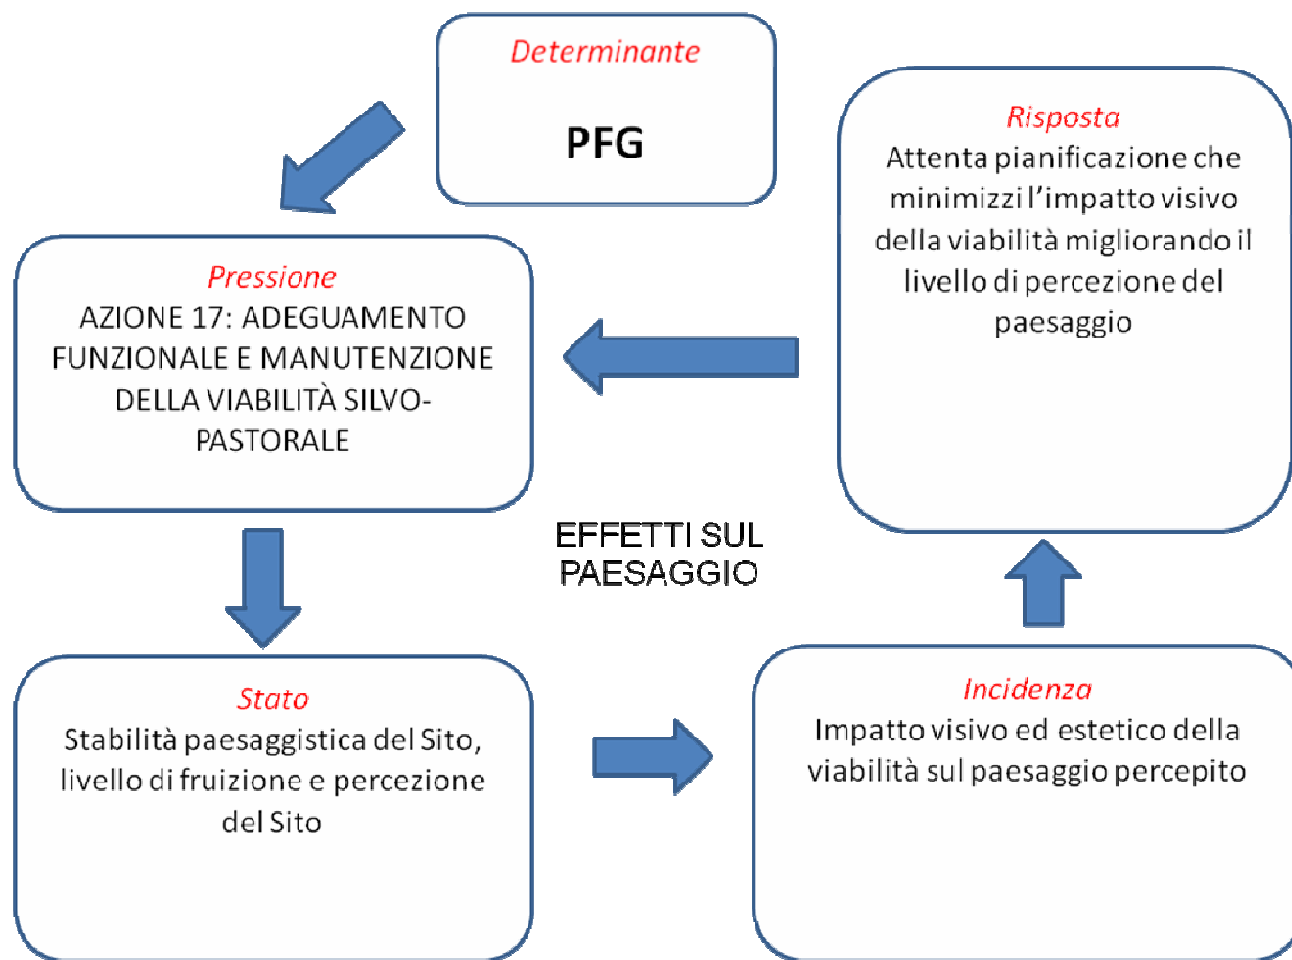 Determinante
PFG
Pressione
AZIONE 17: ADEGUAMENTO
FUNZIONALE E MANUTENZIONE
DELLA VIABILITÀ SILVO-
PASTORALE
Stato
Stabilità paesaggistica del Sito,
livello di fruizione e percezione
del Sito
Incidenza
Impatto visivo ed estetico della
viabilità sul paesaggio percepito
Risposta
Attenta pianificazione che
minimizzi l'impatto visivo
della viabilità migliorando il
livello di percezione del
paesaggio
EFFETTI SUL
PAESAGGIO